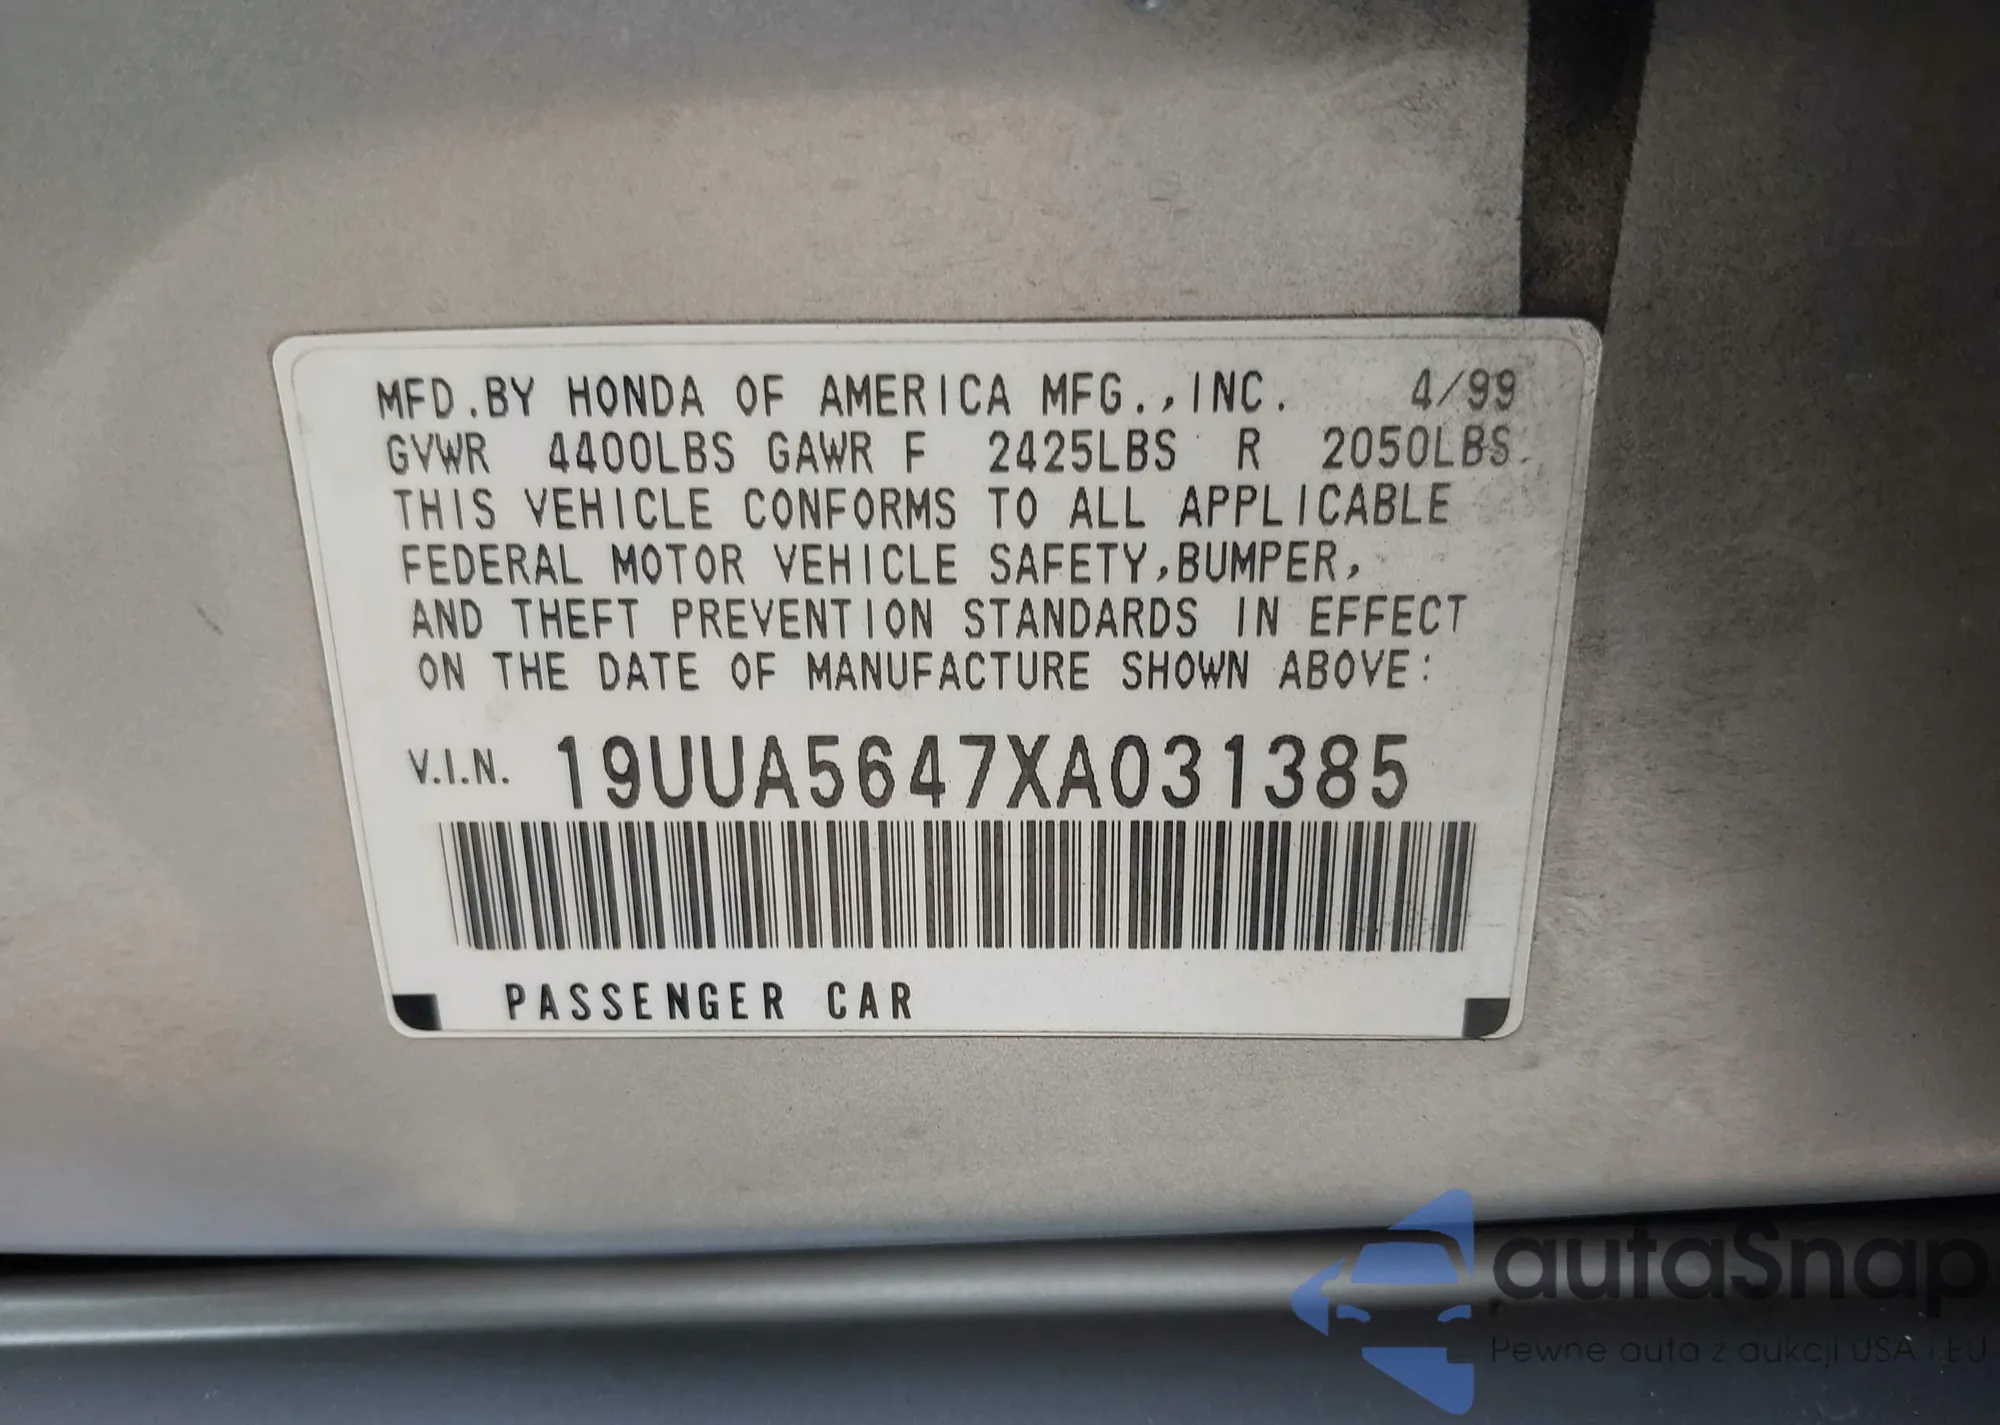 MFD.BY HONDA OF AMERICA MFG.,INC. 4/99
GVWR 4400LBS GAWR F 2425LBS R 2050LBS
THIS VEHICLE CONFORMS TO ALL APPLICABLE
FEDERAL MOTOR VEHICLE SAFETY,BUMPER,
AND THEFT PREVENTION STANDARDS IN EFFECT
ON THE DATE OF MANUFACTURE SHOWN ABOVE:
V.I.N. 19UUA5647XA031385
PASSENGER CAR
autaSnap
Pewne auta z aukcji USA i EU